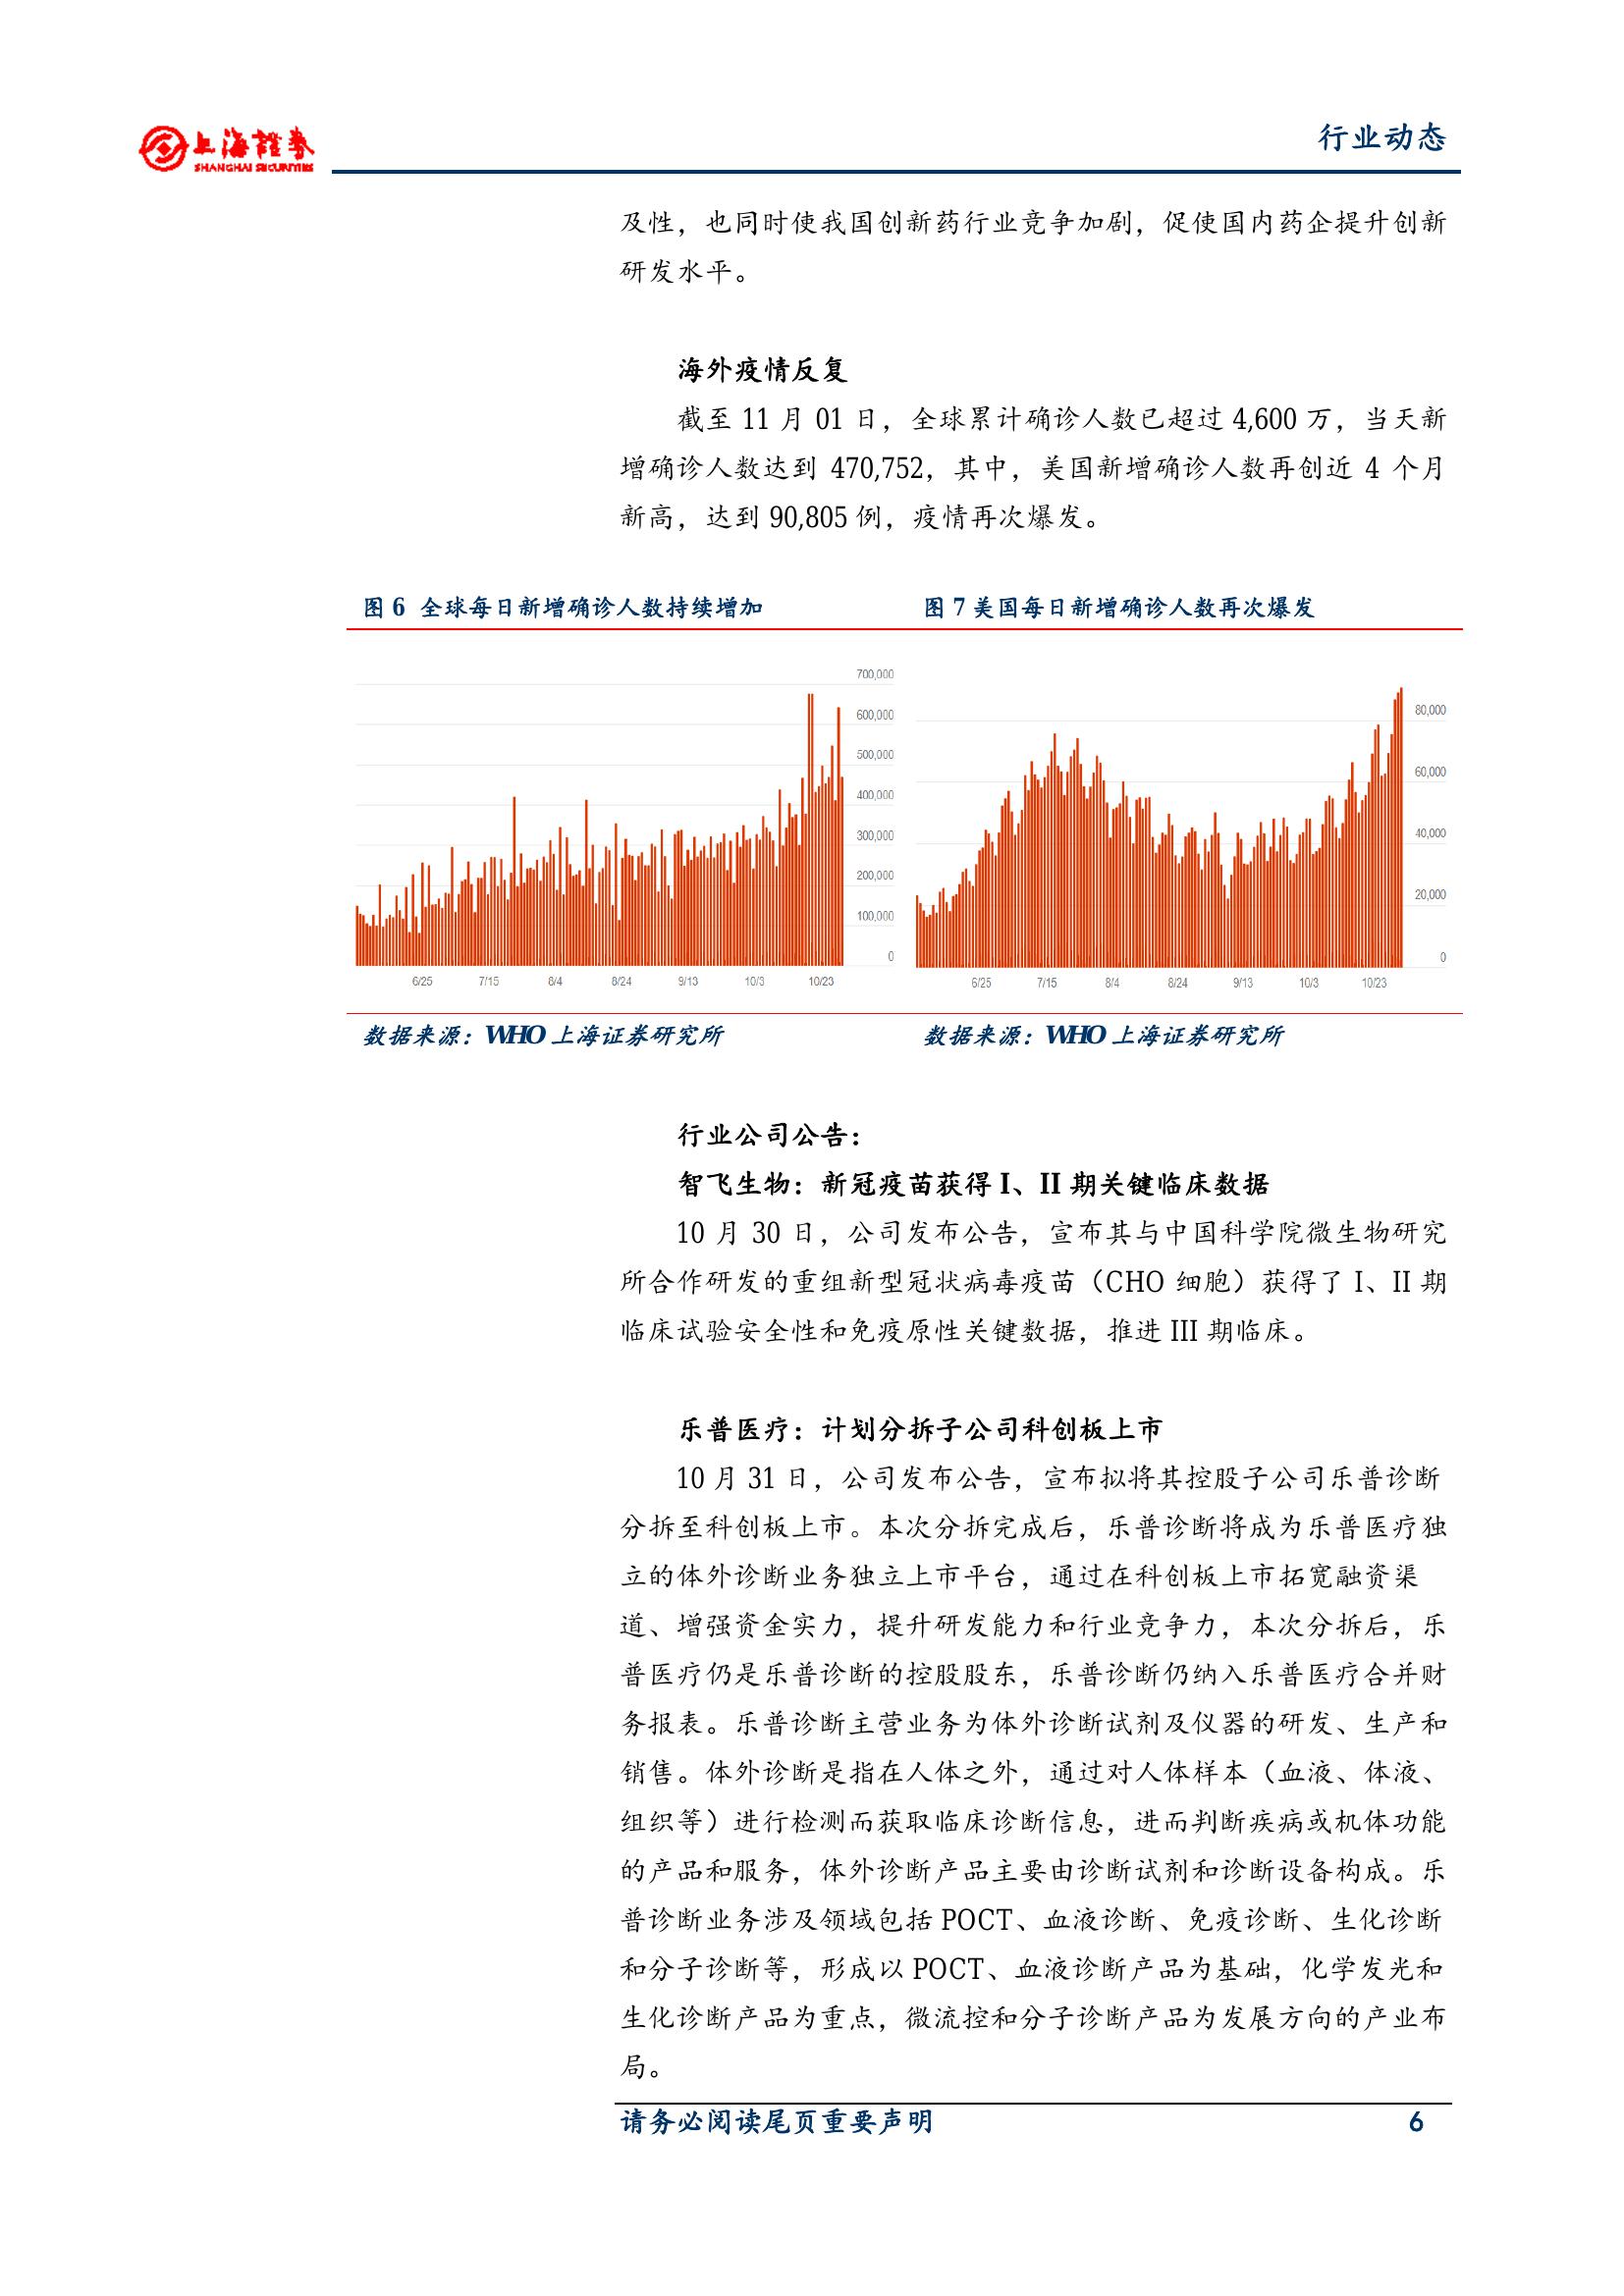 上海證券
SHANGHAI SECURITIES
行业动态
及性，也同时使我国创新药行业竞争加剧，促使国内药企提升创新
研发水平。
海外疫情反复
截至 11 月 01 日，全球累计确诊人数已超过 4,600 万，当天新
增确诊人数达到 470,752，其中，美国新增确诊人数再创近 4 个月
新高，达到 90,805 例，疫情再次爆发。
图 6 全球每日新增确诊人数持续增加
700,000
600,000
500,000
400,000
300,000
200,000
100,000
0
6/25 7/15 8/4 8/24 9/13 10/3 10/23
数据来源：WHO 上海证券研究所
图 7 美国每日新增确诊人数再次爆发
80,000
60,000
40,000
20,000
0
6/25 7/15 8/4 8/24 9/13 10/3 10/23
数据来源：WHO 上海证券研究所
行业公司公告：
智飞生物：新冠疫苗获得 I、II 期关键临床数据
10 月 30 日，公司发布公告，宣布其与中国科学院微生物研究
所合作研发的重组新型冠状病毒疫苗（CHO 细胞）获得了 I、II 期
临床试验安全性和免疫原性关键数据，推进 III 期临床。
乐普医疗：计划分拆子公司科创板上市
10 月 31 日，公司发布公告，宣布拟将其控股子公司乐普诊断
分拆至科创板上市。本次分拆完成后，乐普诊断将成为乐普医疗独
立的体外诊断业务独立上市平台，通过在科创板上市拓宽融资渠
道、增强资金实力，提升研发能力和行业竞争力，本次分拆后，乐
普医疗仍是乐普诊断的控股股东，乐普诊断仍纳入乐普医疗合并财
务报表。乐普诊断主营业务为体外诊断试剂及仪器的研发、生产和
销售。体外诊断是指在人体之外，通过对人体样本（血液、体液、
组织等）进行检测而获取临床诊断信息，进而判断疾病或机体功能
的产品和服务，体外诊断产品主要由诊断试剂和诊断设备构成。乐
普诊断业务涉及领域包括 POCT、血液诊断、免疫诊断、生化诊断
和分子诊断等，形成以 POCT、血液诊断产品为基础，化学发光和
生化诊断产品为重点，微流控和分子诊断产品为发展方向的产业布
局。
请务必阅读尾页重要声明
6